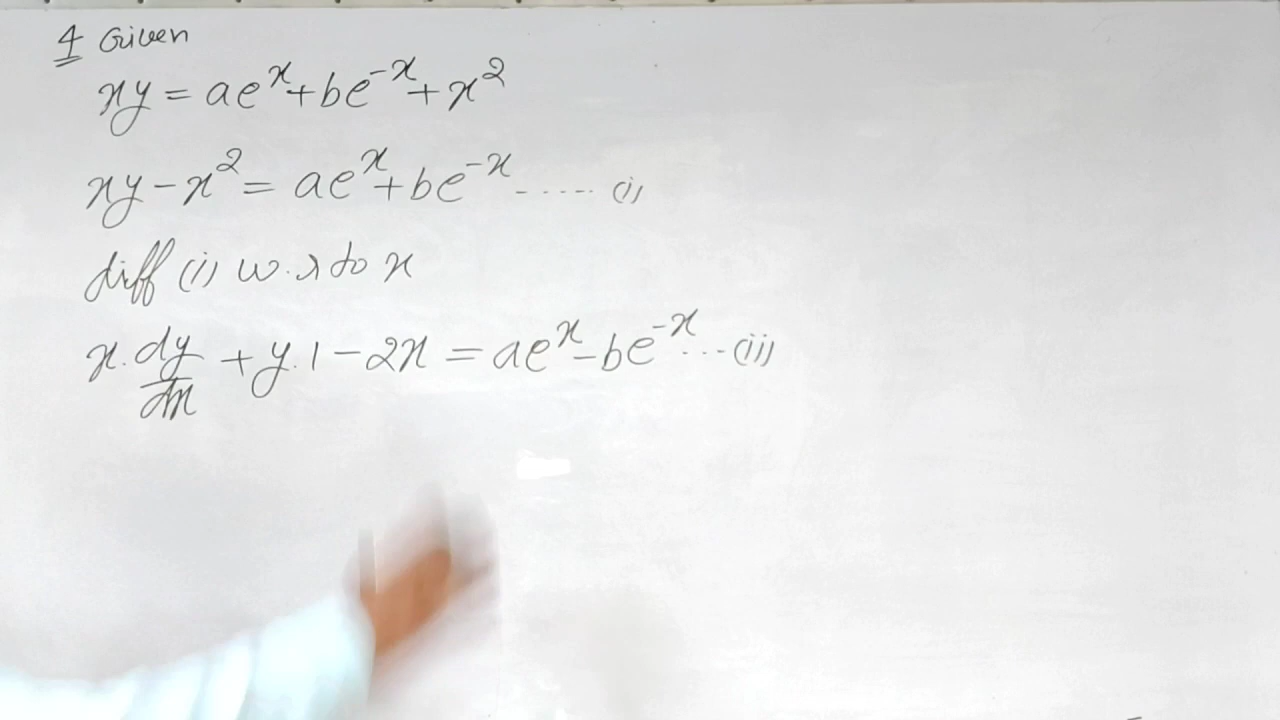 4 Given
xy = ae^x + be^-x + x^2
xy - x^2 = ae^x + be^-x ...... (i)
diff (i) w.r to x
x. dy/dx + y.1 - 2x = ae^x - be^-x ... (ii)